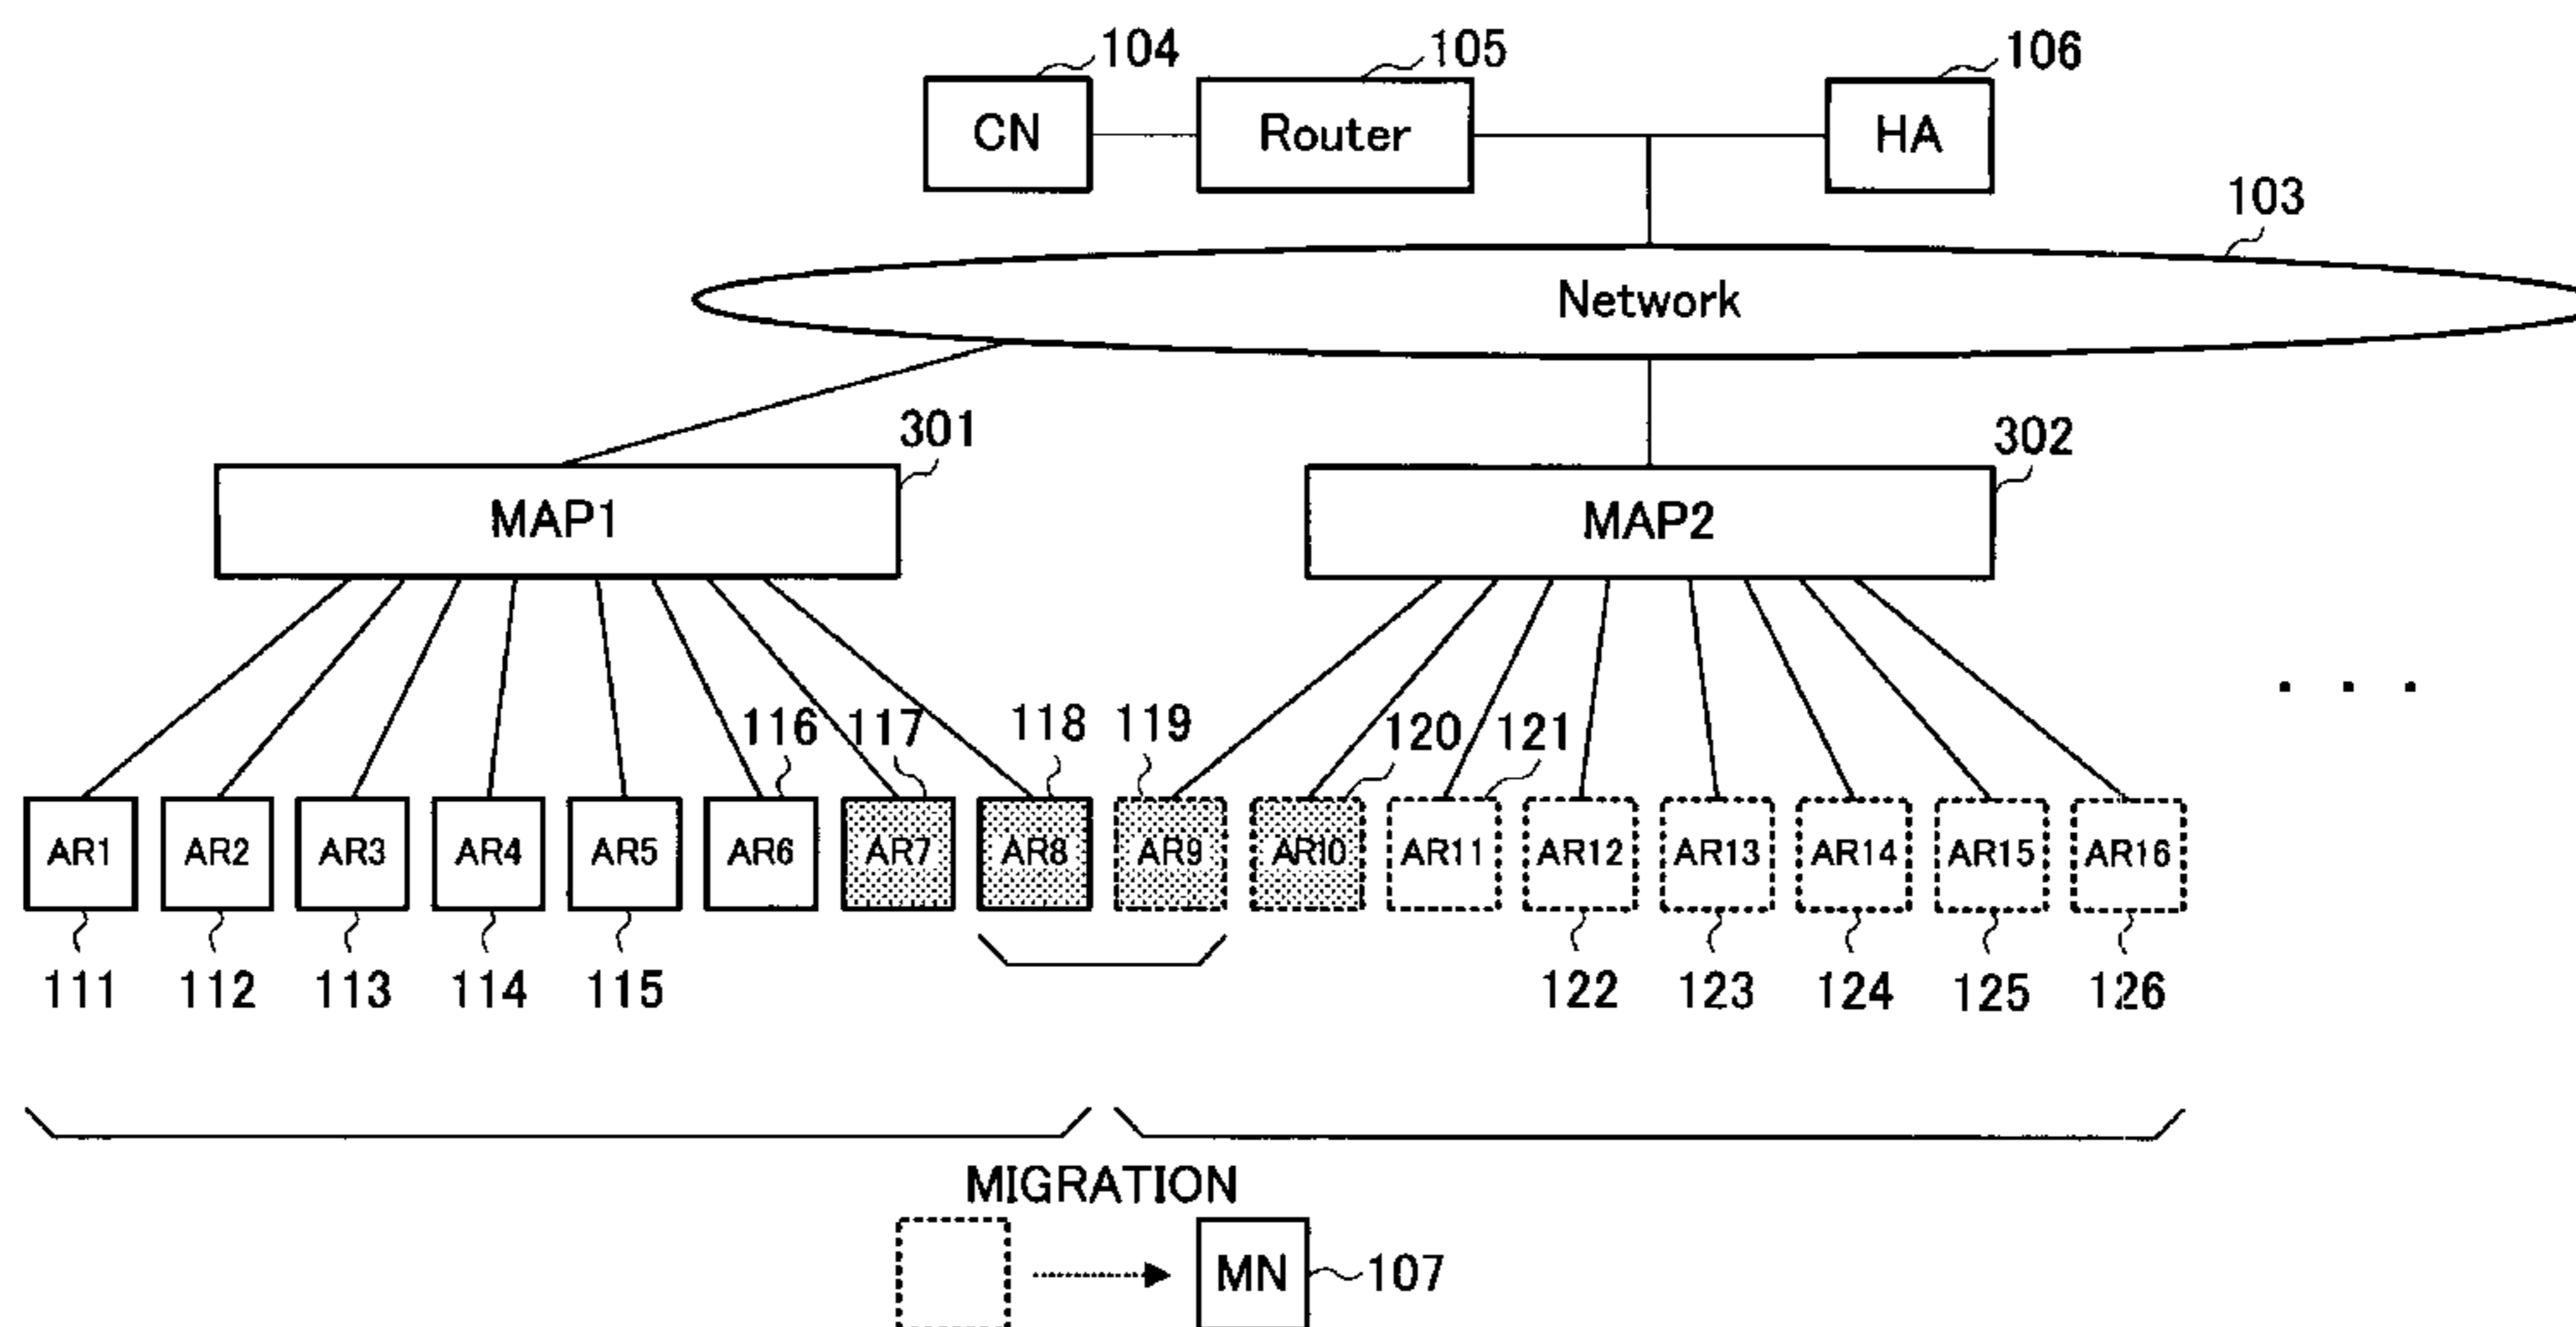 104 105 106
CN Router HA
103
Network
301 302
MAP1 MAP2
116 117 118 119 120 121
AR1 AR2 AR3 AR4 AR5 AR6 AR7 AR8 AR9 AR10 AR11 AR12 AR13 AR14 AR15 AR16
111 112 113 114 115 122 123 124 125 126
MIGRATION
MN 107